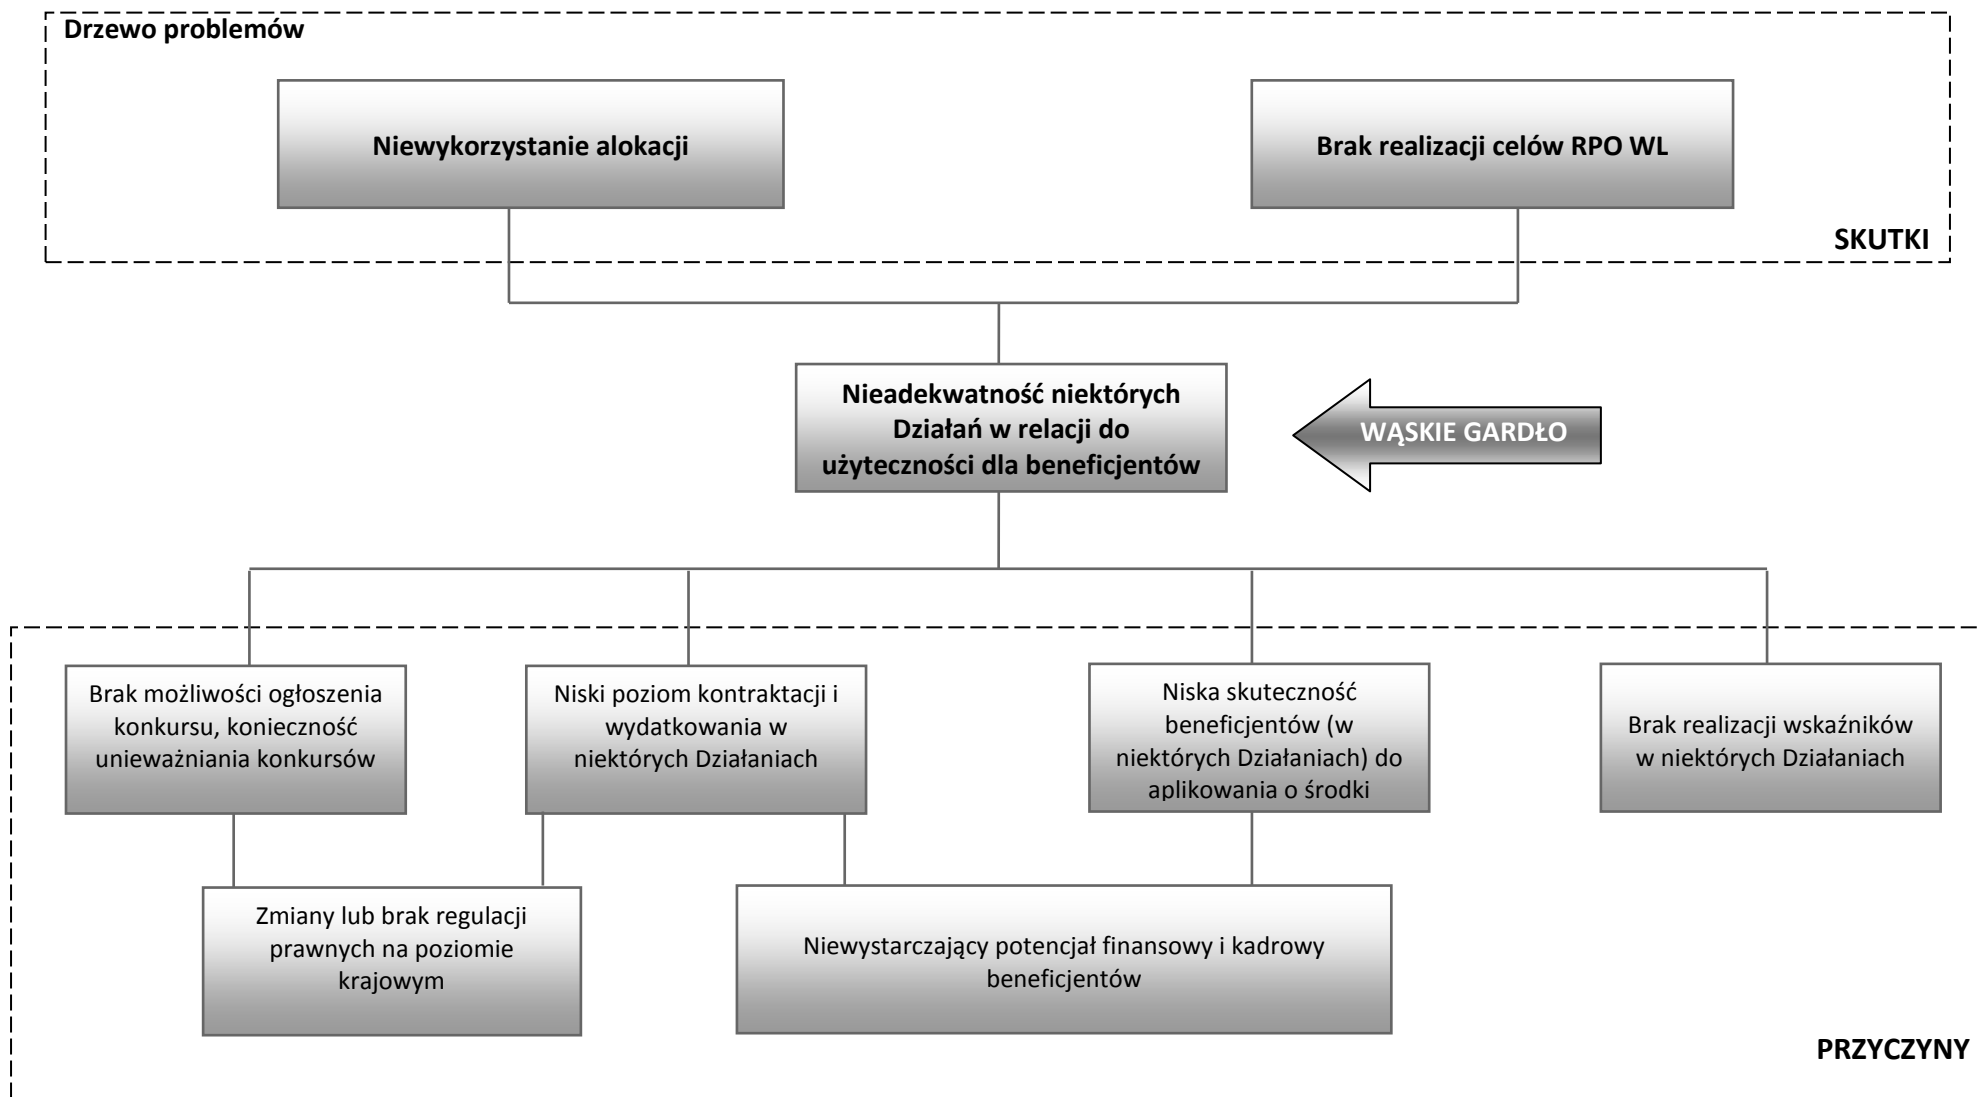 Drzewo problemów
Niewykorzystanie alokacji
Brak realizacji celów RPO WL
SKUTKI
Nieadekwatność niektórych
Działań w relacji do
użyteczności dla beneficjentów
WĄSKIE GARDŁO
Brak możliwości ogłoszenia
konkursu, konieczność
unieważniania konkursów
Niski poziom kontraktacji i
wydatkowania w
niektórych Działaniach
Niska skuteczność
beneficjentów (w
niektórych Działaniach) do
aplikowania o środki
Brak realizacji wskaźników
w niektórych Działaniach
Zmiany lub brak regulacji
prawnych na poziomie
krajowym
Niewystarczający potencjał finansowy i kadrowy
beneficjentów
PRZYCZYNY